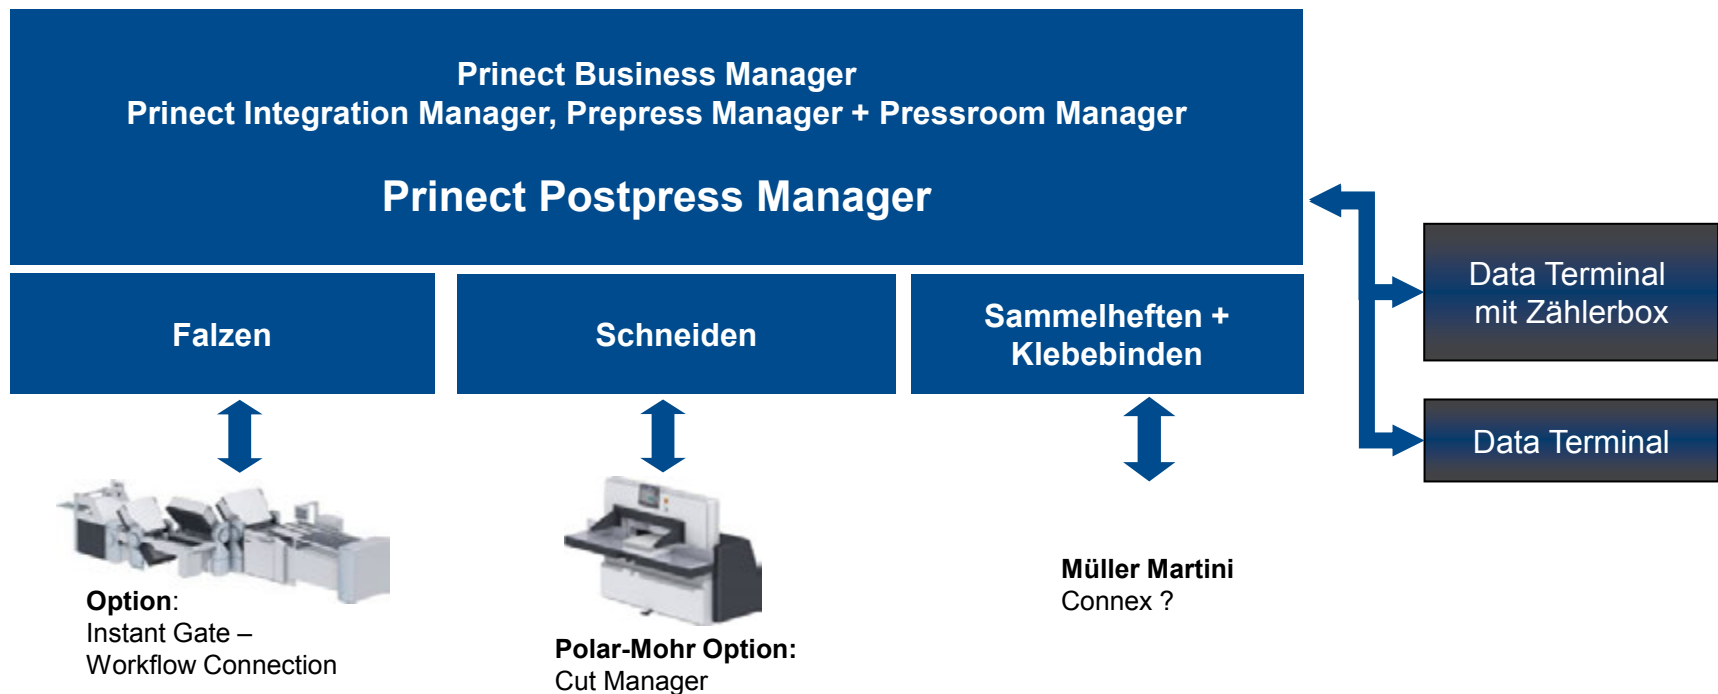 Prinect Business Manager
Prinect Integration Manager, Prepress Manager + Pressroom Manager
Prinect Postpress Manager
Data Terminal
mit Zählerbox
Data Terminal
Falzen
Schneiden
Sammelheften +
Klebebinden
Option:
Instant Gate –
Workflow Connection
Polar-Mohr Option:
Cut Manager
Müller Martini
Connex ?